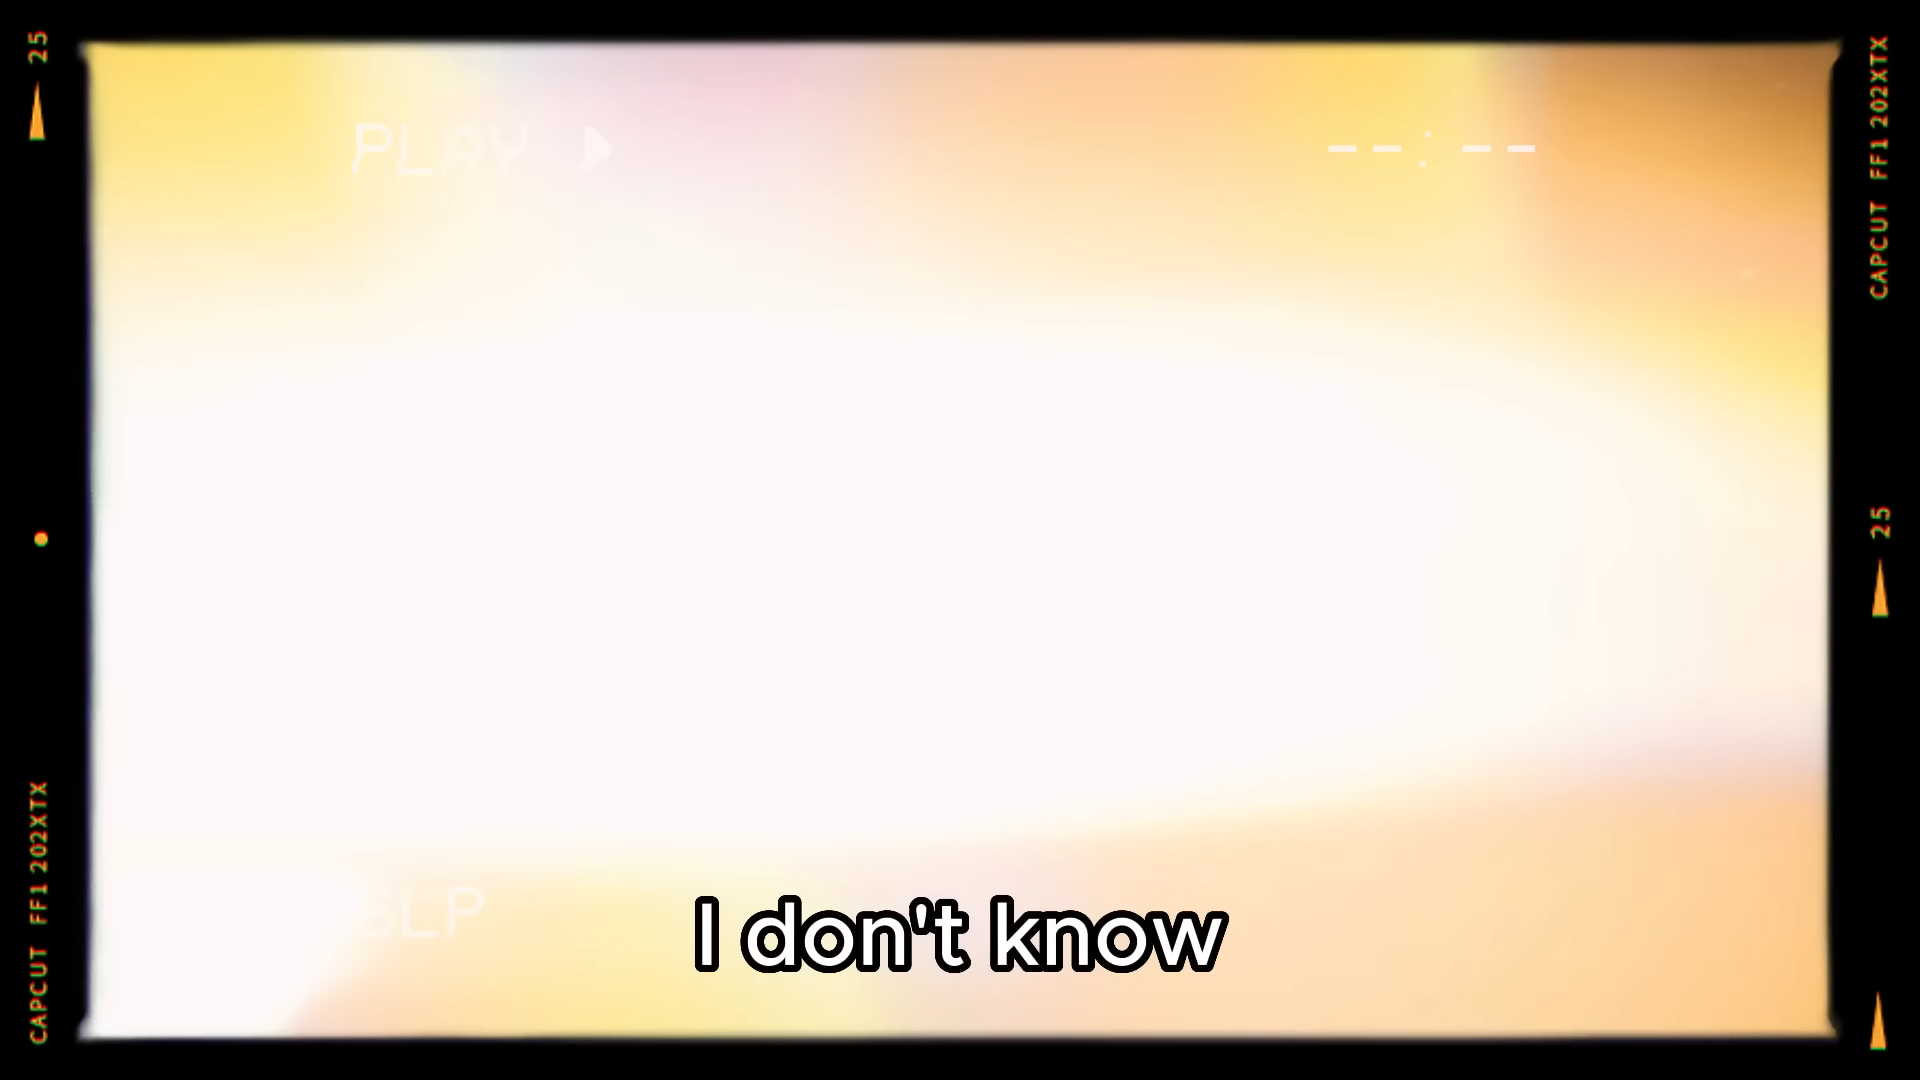 25
CAPCUT FF1 202XTX
PLAY
--:--
SLP
I don't know
CAPCUT FF1 202XTX
25